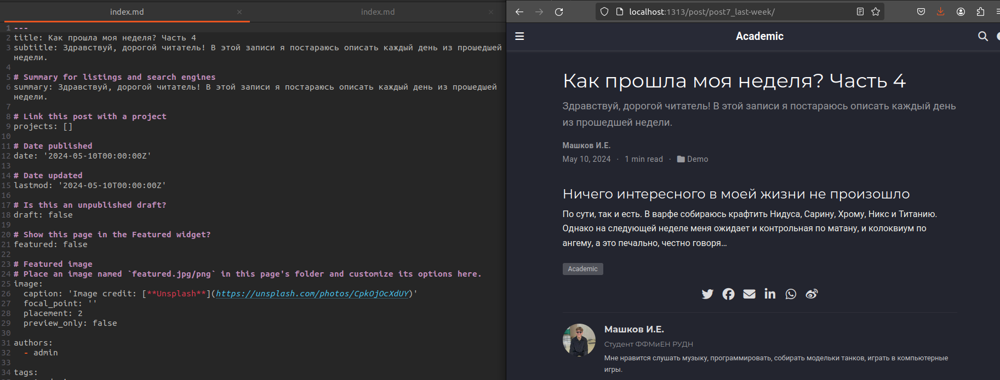 index.md
index.md
1 ---
2 title: Как прошла моя неделя? Часть 4
3 subtitle: Здравствуй, дорогой читатель! В этой записи я постараюсь описать каждый день из прошедшей
недели.
4
5 # Summary for listings and search engines
6 summary: Здравствуй, дорогой читатель! В этой записи я постараюсь описать каждый день из прошедшей
недели.
7
8 # Link this post with a project
9 projects: []
10
11 # Date published
12 date: '2024-05-10T00:00:00Z'
13
14 # Date updated
15 lastmod: '2024-05-10T00:00:00Z'
16
17 # Is this an unpublished draft?
18 draft: false
19
20 # Show this page in the Featured widget?
21 featured: false
22
23 # Featured image
24 # Place an image named `featured.jpg/png` in this page's folder and customize its options here.
25 image:
26   caption: 'Image credit: [**Unsplash**](https://unsplash.com/photos/CpkOjOcXdUY)'
27   focal_point: ''
28   placement: 2
29   preview_only: false
30
31 authors:
32   - admin
33
34 tags:
localhost:1313/post/post7_last-week/
Academic
Как прошла моя неделя? Часть 4
Здравствуй, дорогой читатель! В этой записи я постараюсь описать каждый день
из прошедшей недели.
Машков И.Е.
May 10, 2024 · 1 min read · Demo
Ничего интересного в моей жизни не произошло
По сути, так и есть. В варфе собираюсь крафтить Нидуса, Сарину, Хрому, Никс и Титанию.
Однако на следующей неделе меня ожидает и контрольная по матану, и колоквиум по
ангему, а это печально, честно говоря...
Academic
Машков И.Е.
Студент ФФМиЕН РУДН
Мне нравится слушать музыку, программировать, собирать модельки танков, играть в компьютерные
игры.